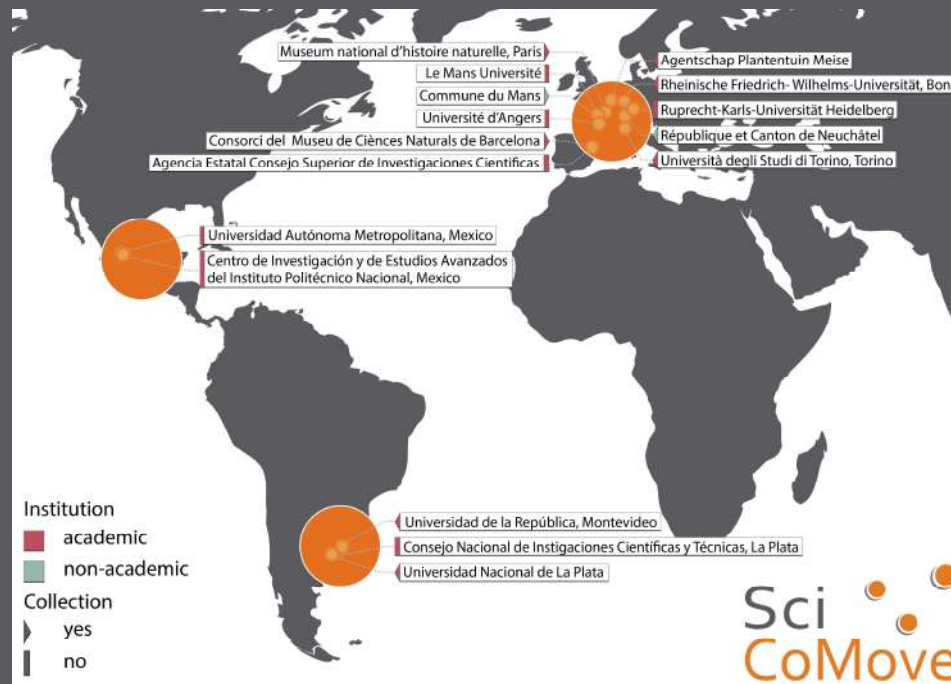 Museum national d'histoire naturelle, Paris
Le Mans Université
Commune du Mans
Université d'Angers
Consorci del Museu de Ciènces Naturals de Barcelona
Agencia Estatal Consejo Superior de Investigaciones Cientificas
Agentschap Plantentuin Meise
Rheinische Friedrich- Wilhelms-Universität, Bon
Ruprecht-Karls-Universität Heidelberg
République et Canton de Neuchâtel
Università degli Studi di Torino, Torino
Universidad Autónoma Metropolitana, Mexico
Centro de Investigación y de Estudios Avanzados
del Instituto Politécnico Nacional, Mexico
Universidad de la República, Montevideo
Consejo Nacional de Instigaciones Científicas y Técnicas, La Plata
Universidad Nacional de La Plata
Institution
academic
non-academic
Collection
yes
no
Sci
CoMove